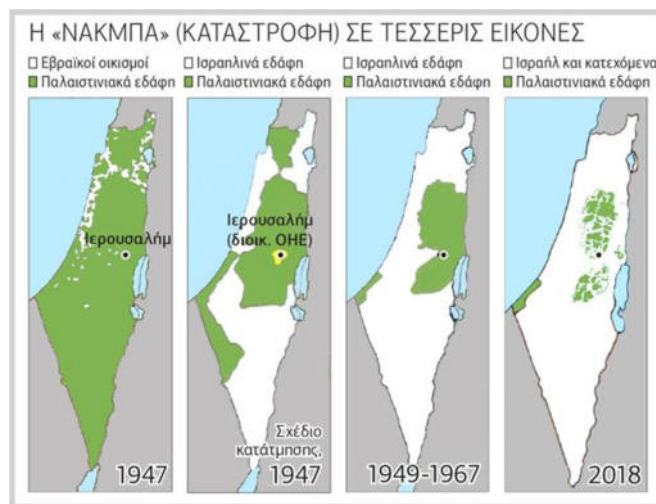 Η «ΝΑΚΜΠΑ» (ΚΑΤΑΣΤΡΟΦΗ) ΣΕ ΤΕΣΣΕΡΙΣ ΕΙΚΟΝΕΣ
Εβραϊκοί οικισμοί
Παλαιστινιακά εδάφη
Ισραηλινά εδάφη
Παλαιστινιακά εδάφη
Ισραηλινά εδάφη
Παλαιστινιακά εδάφη
Ισραήλ και κατεχόμενα
Παλαιστινιακά εδάφη
Ιερουσαλήμ
1947
Ιερουσαλήμ
(διοικ. ΟΗΕ)
Σχέδιο
κατάτμησης,
1947
1949-1967
2018